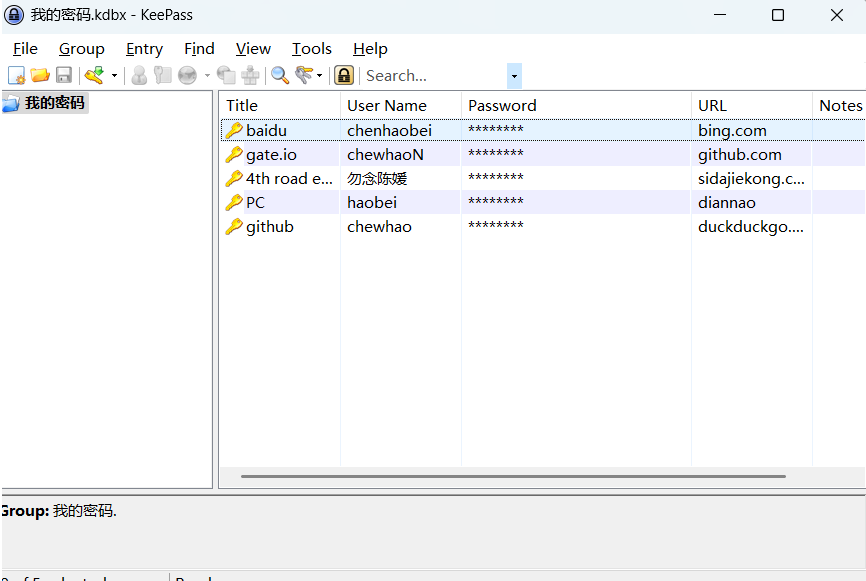 我的密码.kdbx - KeePass
File Group Entry Find View Tools Help
Search...
我的密码
Title User Name Password URL Notes
baidu chenhaobei ******** bing.com
gate.io chewhaoN ******** github.com
4th road e... 勿念陈媛 ******** sidajiekong.c...
PC haobei ******** diannao
github chewhao ******** duckduckgo....
Group: 我的密码.